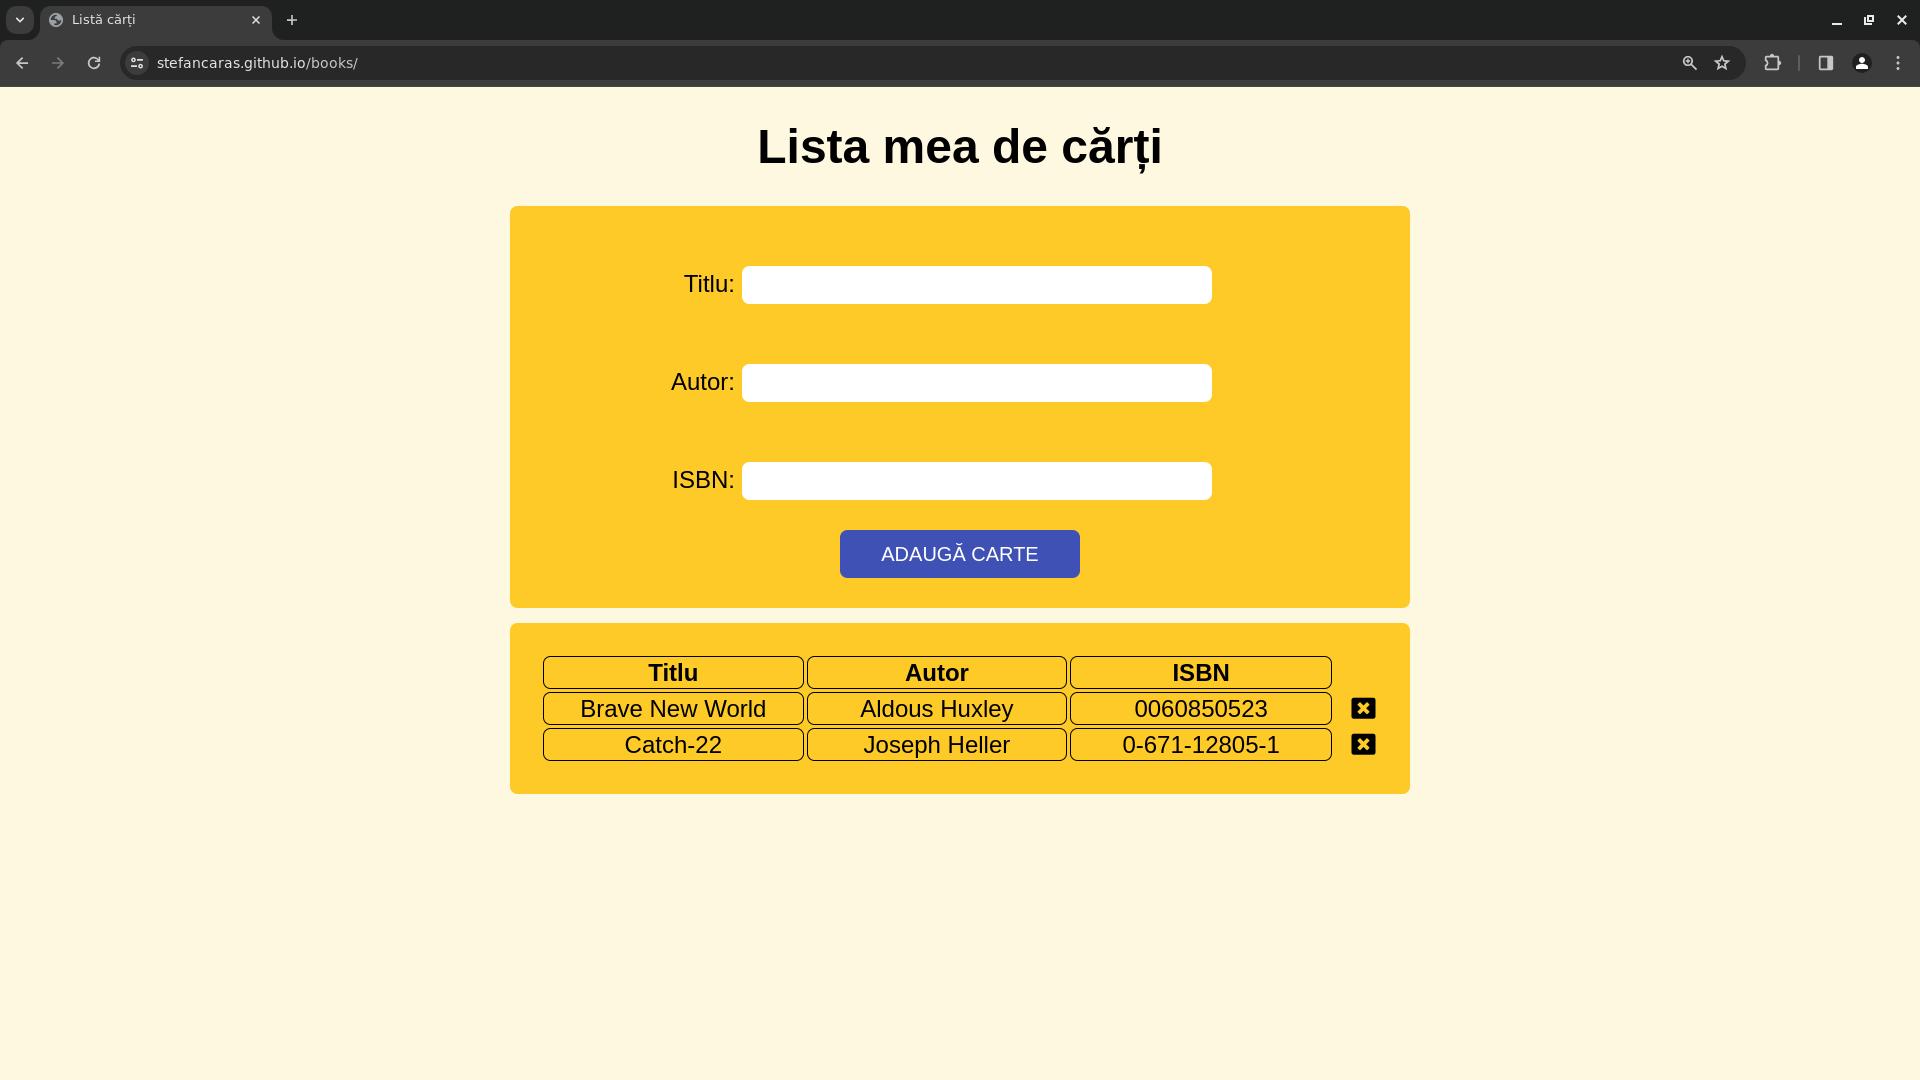 Listă cărți
stefancaras.github.io/books/
Lista mea de cărți
Titlu:
Autor:
ISBN:
ADAUGĂ CARTE
Titlu Autor ISBN
Brave New World Aldous Huxley 0060850523
Catch-22 Joseph Heller 0-671-12805-1